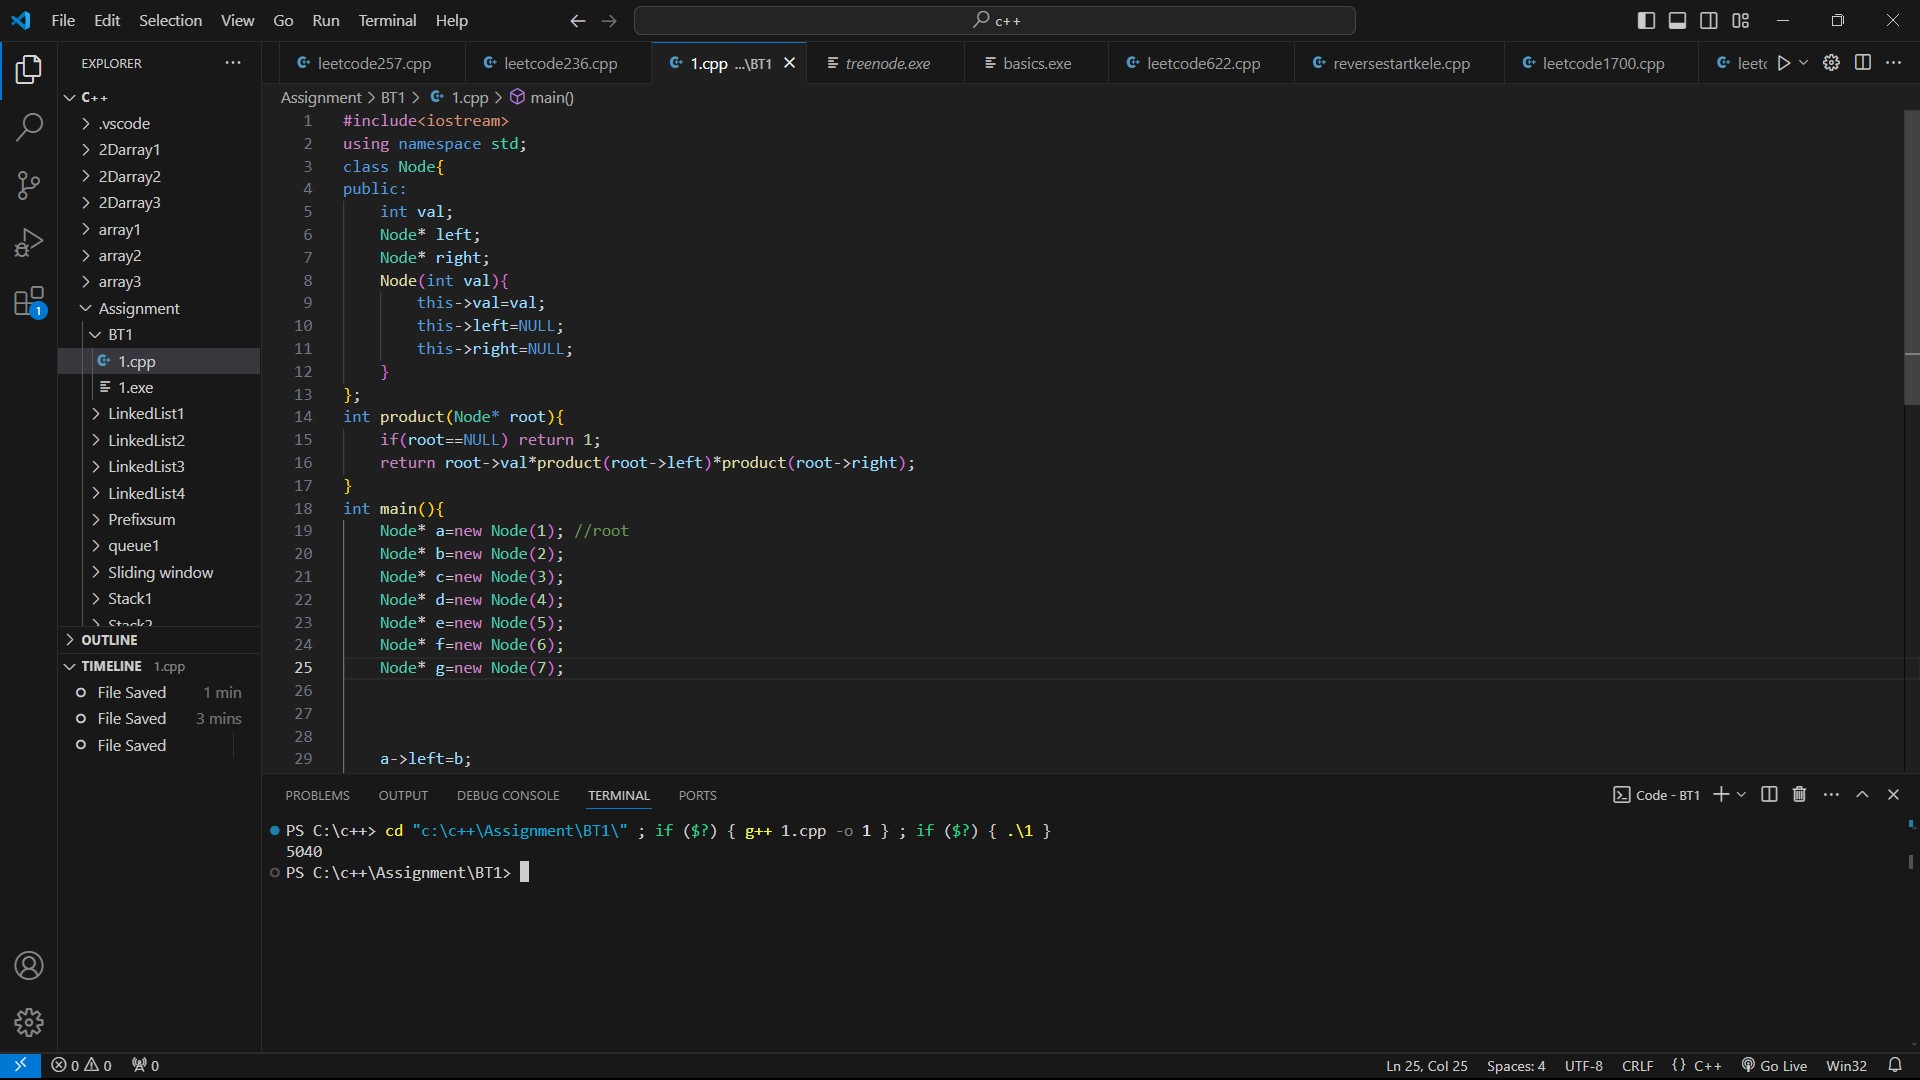 File Edit Selection View Go Run Terminal Help
c++
EXPLORER
leetcode257.cpp
leetcode236.cpp
1.cpp ...\BT1
treenode.exe
basics.exe
leetcode622.cpp
reversestartkele.cpp
leetcode1700.cpp
leetc
C++
.vscode
2Darray1
2Darray2
2Darray3
array1
array2
array3
Assignment
BT1
1.cpp
1.exe
LinkedList1
LinkedList2
LinkedList3
LinkedList4
Prefixsum
queue1
Sliding window
Stack1
Stack2
OUTLINE
TIMELINE 1.cpp
File Saved 1 min
File Saved 3 mins
File Saved
Assignment > BT1 > 1.cpp > main()
1 #include<iostream>
2 using namespace std;
3 class Node{
4 public:
5 int val;
6 Node* left;
7 Node* right;
8 Node(int val){
9 this->val=val;
10 this->left=NULL;
11 this->right=NULL;
12 }
13 };
14 int product(Node* root){
15 if(root==NULL) return 1;
16 return root->val*product(root->left)*product(root->right);
17 }
18 int main(){
19 Node* a=new Node(1); //root
20 Node* b=new Node(2);
21 Node* c=new Node(3);
22 Node* d=new Node(4);
23 Node* e=new Node(5);
24 Node* f=new Node(6);
25 Node* g=new Node(7);
26
27
28
29 a->left=b;
PROBLEMS OUTPUT DEBUG CONSOLE TERMINAL PORTS
Code - BT1
PS C:\c++> cd "c:\c++\Assignment\BT1\" ; if ($?) { g++ 1.cpp -o 1 } ; if ($?) { .\1 }
5040
PS C:\c++\Assignment\BT1>
1
0 0 0
Ln 25, Col 25 Spaces: 4 UTF-8 CRLF {} C++ Go Live Win32